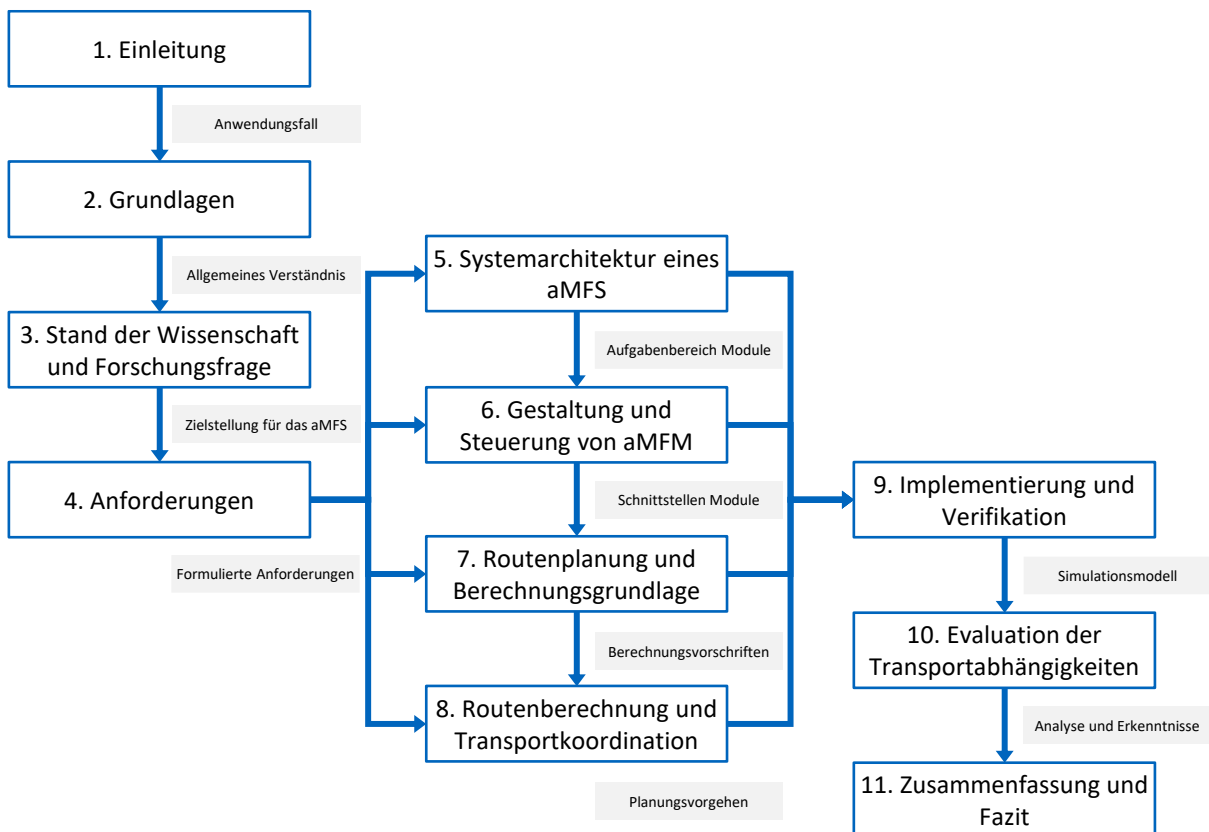 1. Einleitung
Anwendungsfall
2. Grundlagen
Allgemeines Verständnis
3. Stand der Wissenschaft
und Forschungsfrage
Zielstellung für das aMFS
4. Anforderungen
Formulierte Anforderungen
5. Systemarchitektur eines
aMFS
Aufgabenbereich Module
6. Gestaltung und
Steuerung von aMFM
Schnittstellen Module
7. Routenplanung und
Berechnungsgrundlage
Berechnungsvorschriften
8. Routenberechnung und
Transportkoordination
Planungsvorgehen
9. Implementierung und
Verifikation
Simulationsmodell
10. Evaluation der
Transportabhängigkeiten
Analyse und Erkenntnisse
11. Zusammenfassung und
Fazit